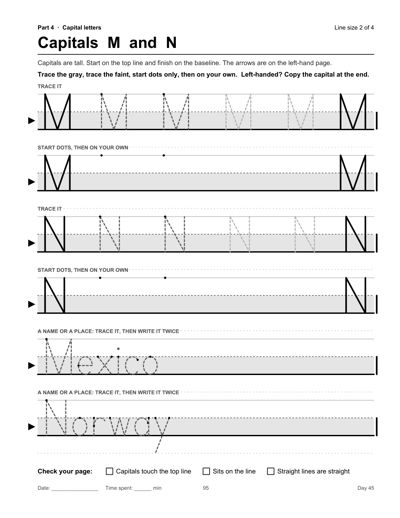 Part 4 · Capital letters Line size 2 of 4
Capitals M and N
Capitals are tall. Start on the top line and finish on the baseline. The arrows are on the left-hand page.
Trace the gray, trace the faint, start dots only, then on your own. Left-handed? Copy the capital at the end.
TRACE IT
M M M M M M
START DOTS, THEN ON YOUR OWN
M M
TRACE IT
N N N N N N
START DOTS, THEN ON YOUR OWN
N N
A NAME OR A PLACE: TRACE IT, THEN WRITE IT TWICE
Mexico
A NAME OR A PLACE: TRACE IT, THEN WRITE IT TWICE
Norway
Check your page: Capitals touch the top line Sits on the line Straight lines are straight
Date: ________________ Time spent: ______ min 95 Day 45